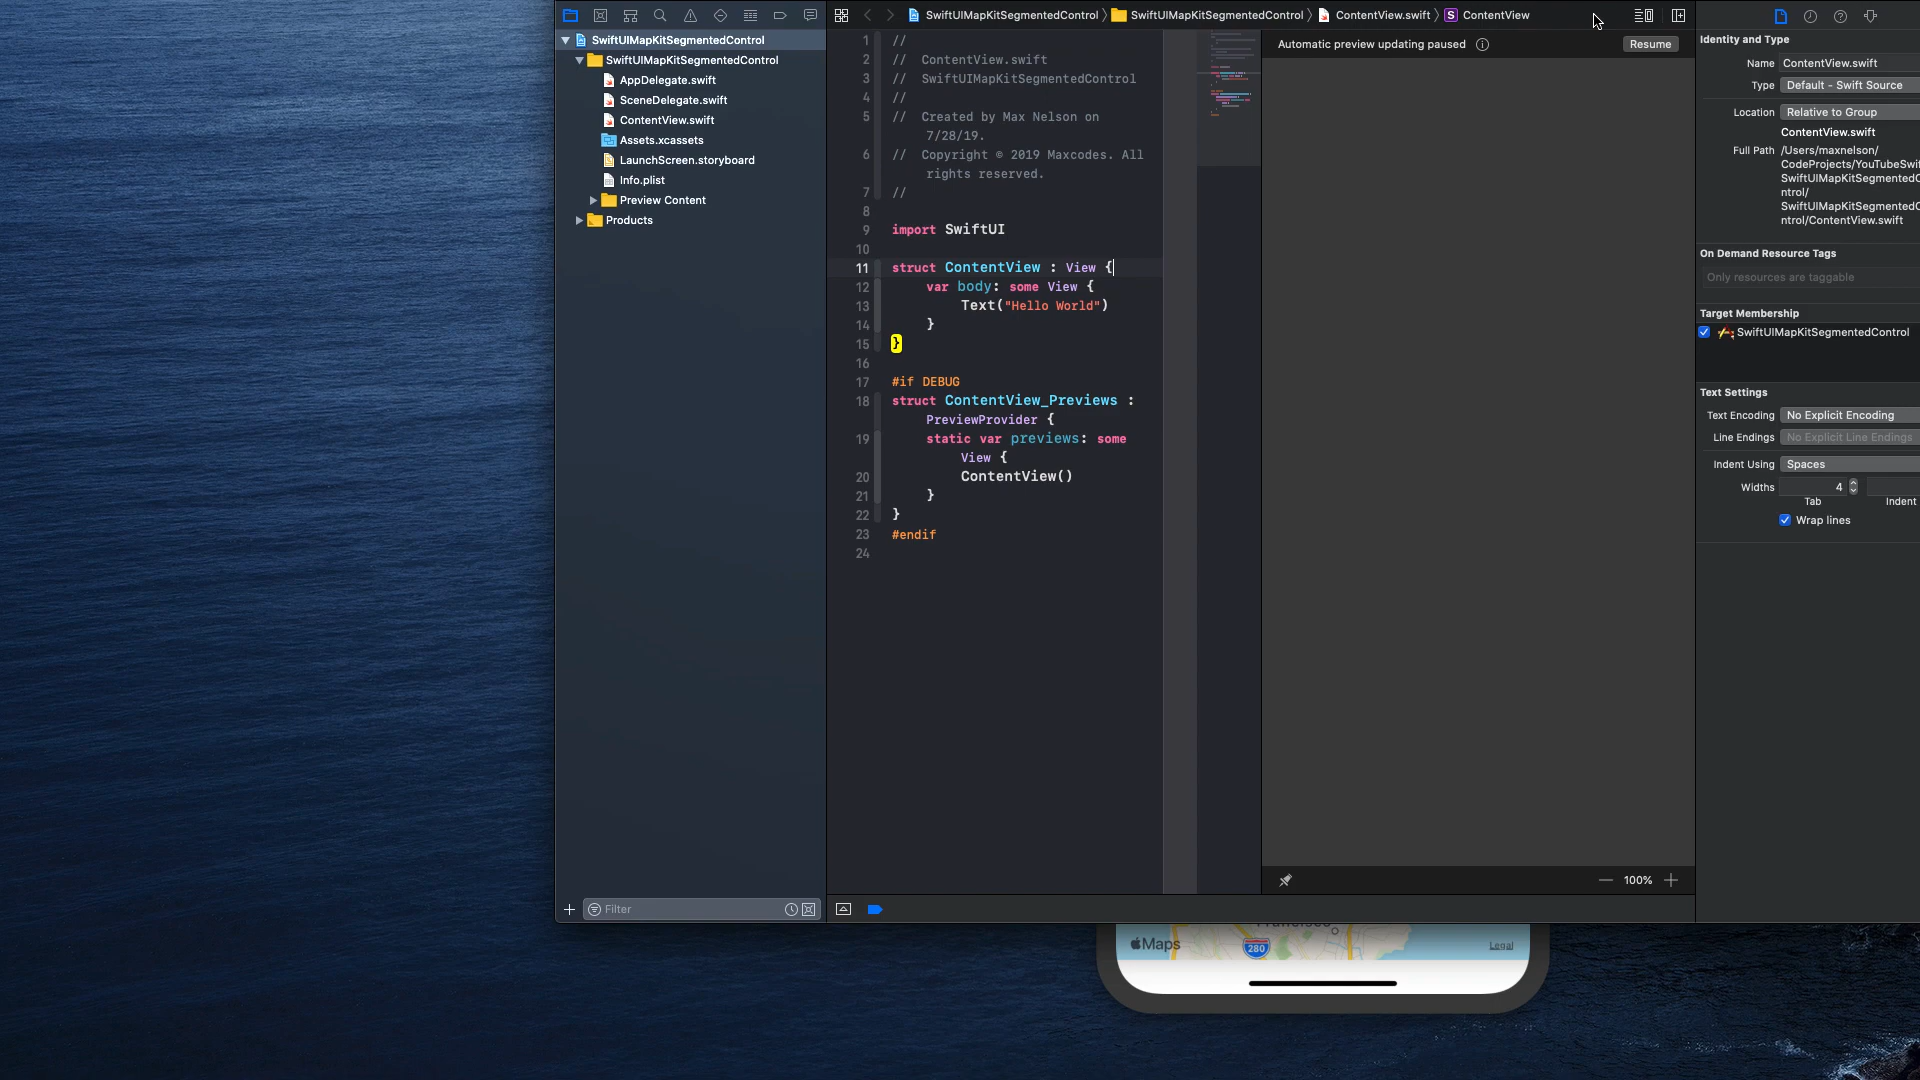 SwiftUIMapKitSegmentedControl
SwiftUIMapKitSegmentedControl
AppDelegate.swift
SceneDelegate.swift
ContentView.swift
Assets.xcassets
LaunchScreen.storyboard
Info.plist
Preview Content
Products
Filter
SwiftUIMapKitSegmentedControl 〉 SwiftUIMapKitSegmentedControl 〉 ContentView.swift 〉 S ContentView
1 //
2 // ContentView.swift
3 // SwiftUIMapKitSegmentedControl
4 //
5 // Created by Max Nelson on
7/28/19.
6 // Copyright © 2019 Maxcodes. All
rights reserved.
7 //
8
9 import SwiftUI
10
11 struct ContentView : View {
12 var body: some View {
13 Text("Hello World")
14 }
15 }
16
17 #if DEBUG
18 struct ContentView_Previews :
PreviewProvider {
19 static var previews: some
View {
20 ContentView()
21 }
22 }
23 #endif
24
Automatic preview updating paused
Resume
100%
Identity and Type
Name ContentView.swift
Type Default - Swift Source
Location Relative to Group
ContentView.swift
Full Path /Users/maxnelson/
CodeProjects/YouTubeSwif
SwiftUIMapKitSegmentedC
ntrol/
SwiftUIMapKitSegmentedC
ntrol/ContentView.swift
On Demand Resource Tags
Only resources are taggable
Target Membership
SwiftUIMapKitSegmentedControl
Text Settings
Text Encoding No Explicit Encoding
Line Endings No Explicit Line Endings
Indent Using Spaces
Widths 4
Tab Indent
Wrap lines
Maps
280
Legal